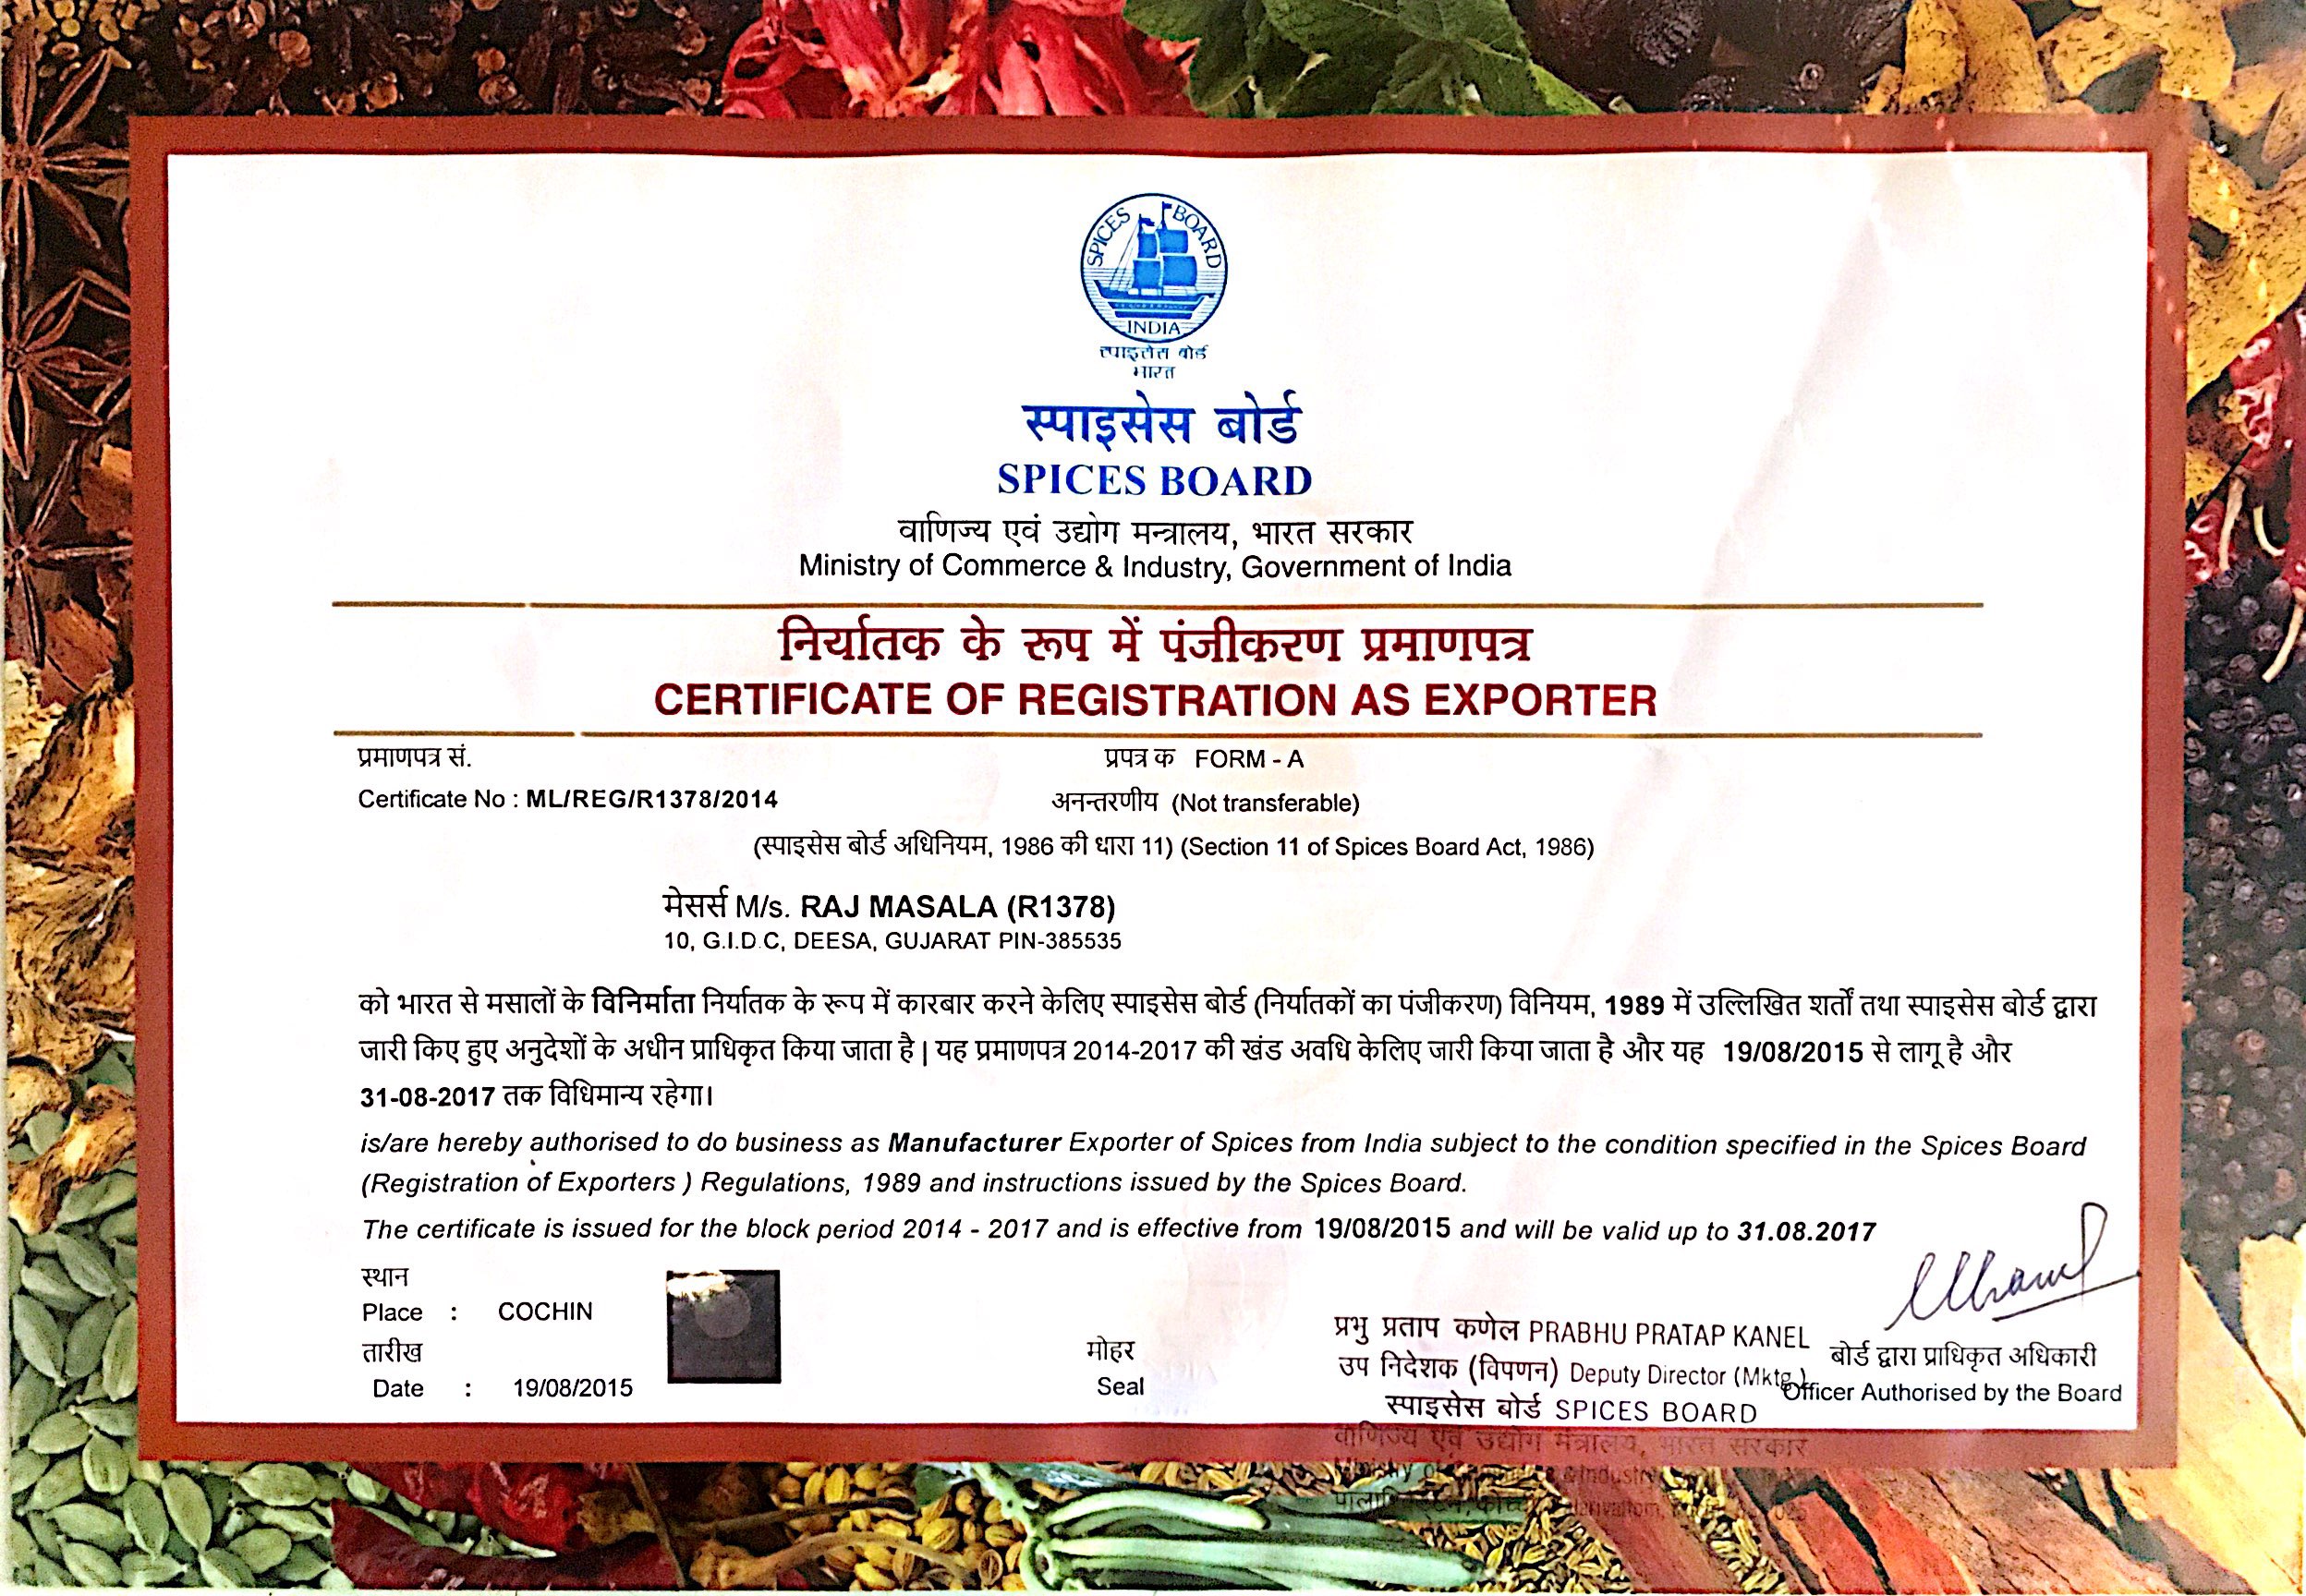 SPICES BOARD
INDIA
स्पाइसेस बोर्ड
भारत
स्पाइसेस बोर्ड
SPICES BOARD
वाणिज्य एवं उद्योग मन्त्रालय, भारत सरकार
Ministry of Commerce & Industry, Government of India
निर्यातक के रूप में पंजीकरण प्रमाणपत्र
CERTIFICATE OF REGISTRATION AS EXPORTER
प्रमाणपत्र सं. प्रपत्र क FORM - A
Certificate No : ML/REG/R1378/2014 अनन्तरणीय (Not transferable)
(स्पाइसेस बोर्ड अधिनियम, 1986 की धारा 11) (Section 11 of Spices Board Act, 1986)
मेसर्स M/s. RAJ MASALA (R1378)
10, G.I.D.C, DEESA, GUJARAT PIN-385535
को भारत से मसालों के विनिर्माता निर्यातक के रूप में कारबार करने केलिए स्पाइसेस बोर्ड (निर्यातकों का पंजीकरण) विनियम, 1989 में उल्लिखित शर्तों तथा स्पाइसेस बोर्ड द्वारा
जारी किए हुए अनुदेशों के अधीन प्राधिकृत किया जाता है | यह प्रमाणपत्र 2014-2017 की खंड अवधि केलिए जारी किया जाता है और यह 19/08/2015 से लागू है और
31-08-2017 तक विधिमान्य रहेगा।
is/are hereby authorised to do business as Manufacturer Exporter of Spices from India subject to the condition specified in the Spices Board
(Registration of Exporters ) Regulations, 1989 and instructions issued by the Spices Board.
The certificate is issued for the block period 2014 - 2017 and is effective from 19/08/2015 and will be valid up to 31.08.2017
स्थान
Place : COCHIN
तारीख
Date : 19/08/2015
मोहर
Seal
प्रभु प्रताप कणेल PRABHU PRATAP KANEL
उप निदेशक (विपणन) Deputy Director (Mktg.)
स्पाइसेस बोर्ड SPICES BOARD
वाणिज्य एवं उद्योग मंत्रालय, भारत सरकार
बोर्ड द्वारा प्राधिकृत अधिकारी
Officer Authorised by the Board